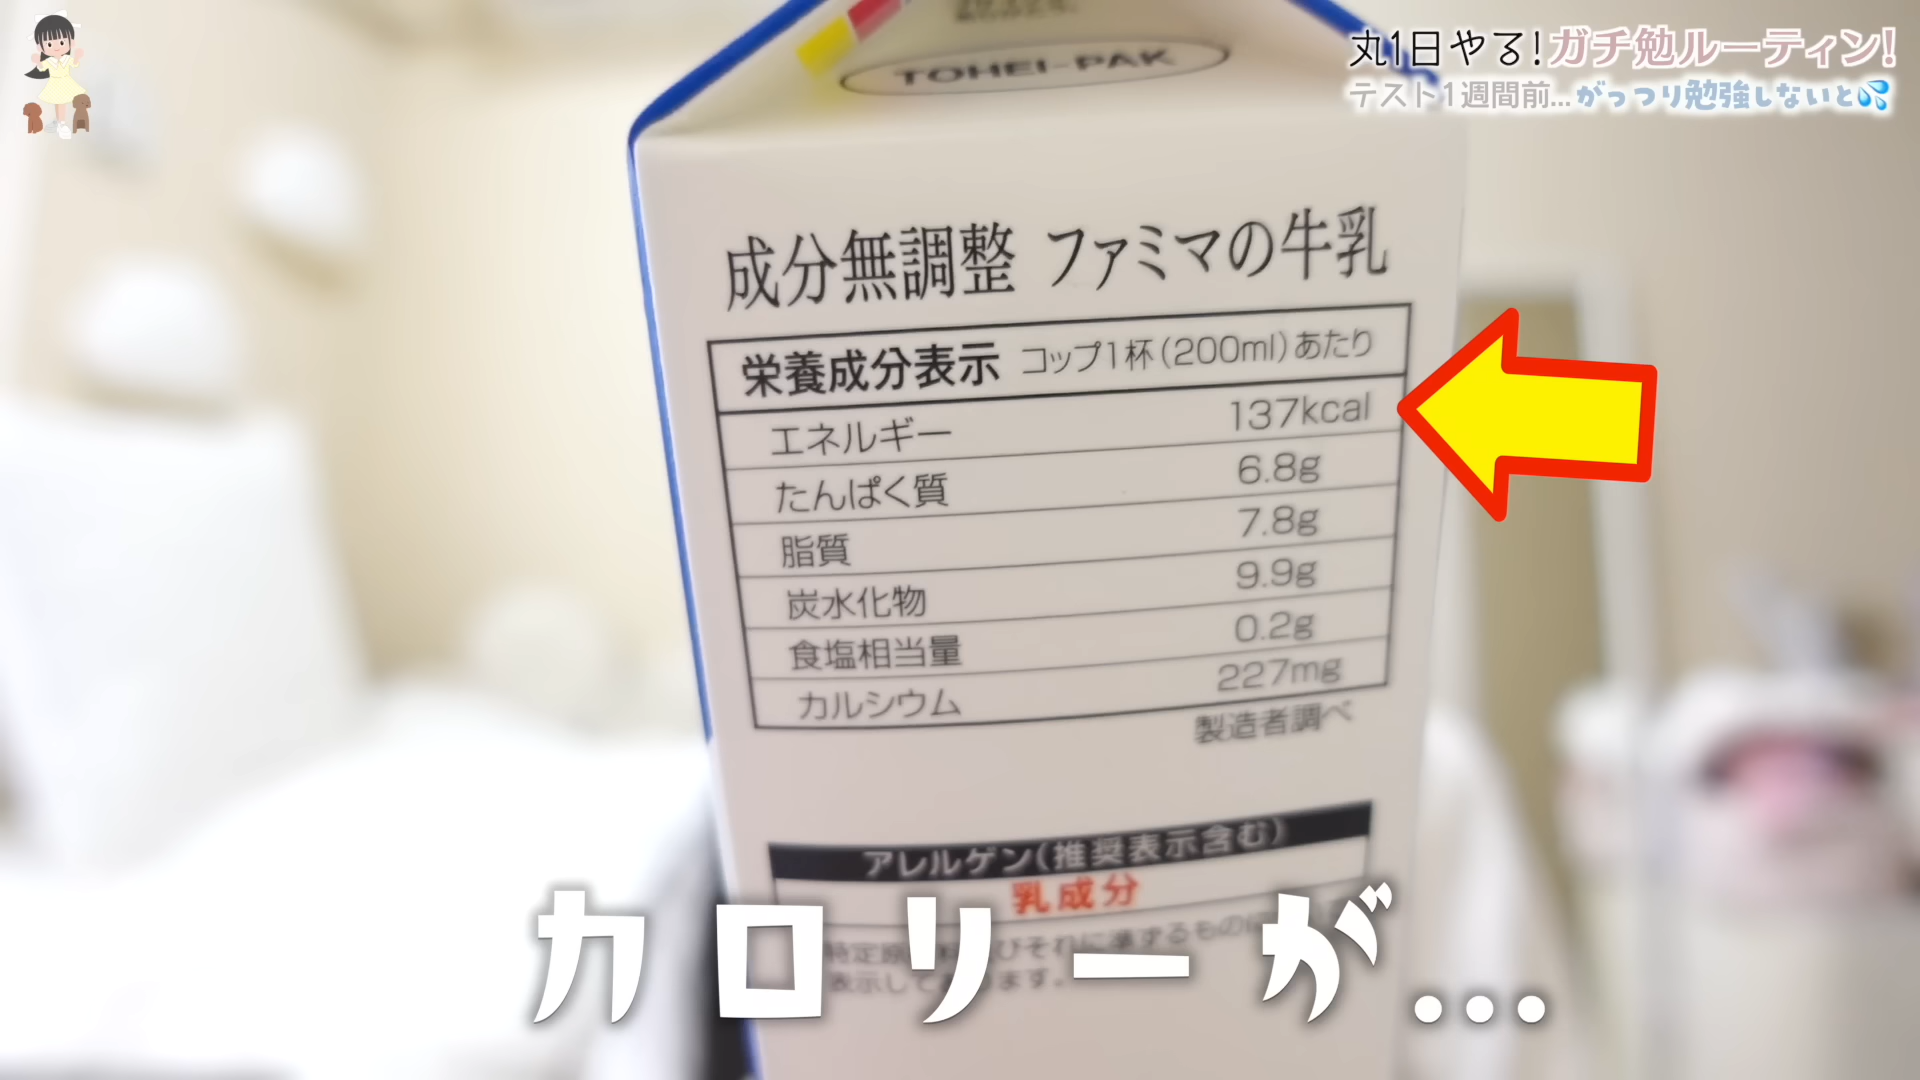 丸1日やる!ガチ勉ルーティン!
テスト1週間前...がっつり勉強しないと💦
TOHEI-PAK
成分無調整 ファミマの牛乳
栄養成分表示 コップ1杯(200ml)あたり
エネルギー 137kcal
たんぱく質 6.8g
脂質 7.8g
炭水化物 9.9g
食塩相当量 0.2g
カルシウム 227mg
製造者調べ
アレルゲン(推奨表示含む)
乳成分
カロリーが...